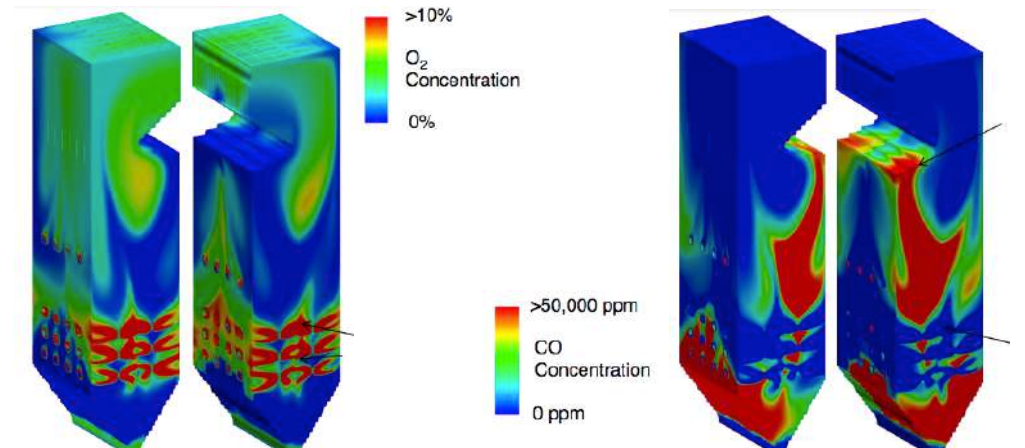 >10%
O2
Concentration
0%
>50,000 ppm
CO
Concentration
0 ppm